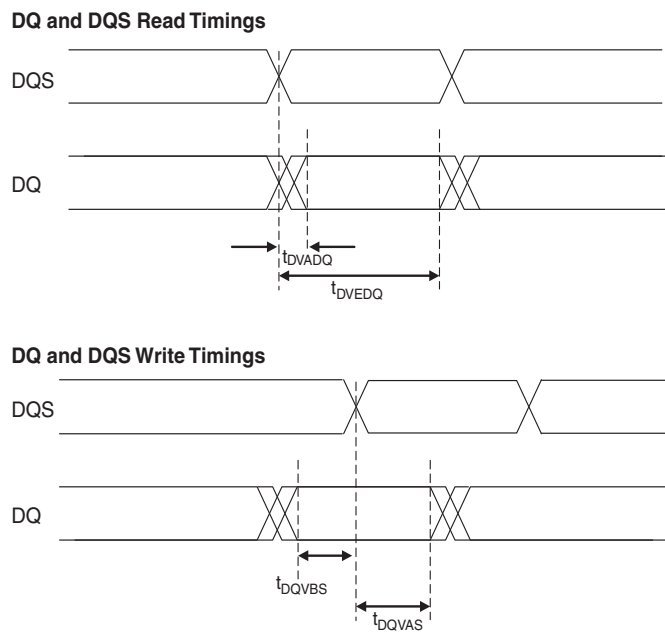 DQ and DQS Read Timings
DQS
DQ
tDVADQ
tDVEDQ
DQ and DQS Write Timings
DQS
DQ
tDQVBS
tDQVAS